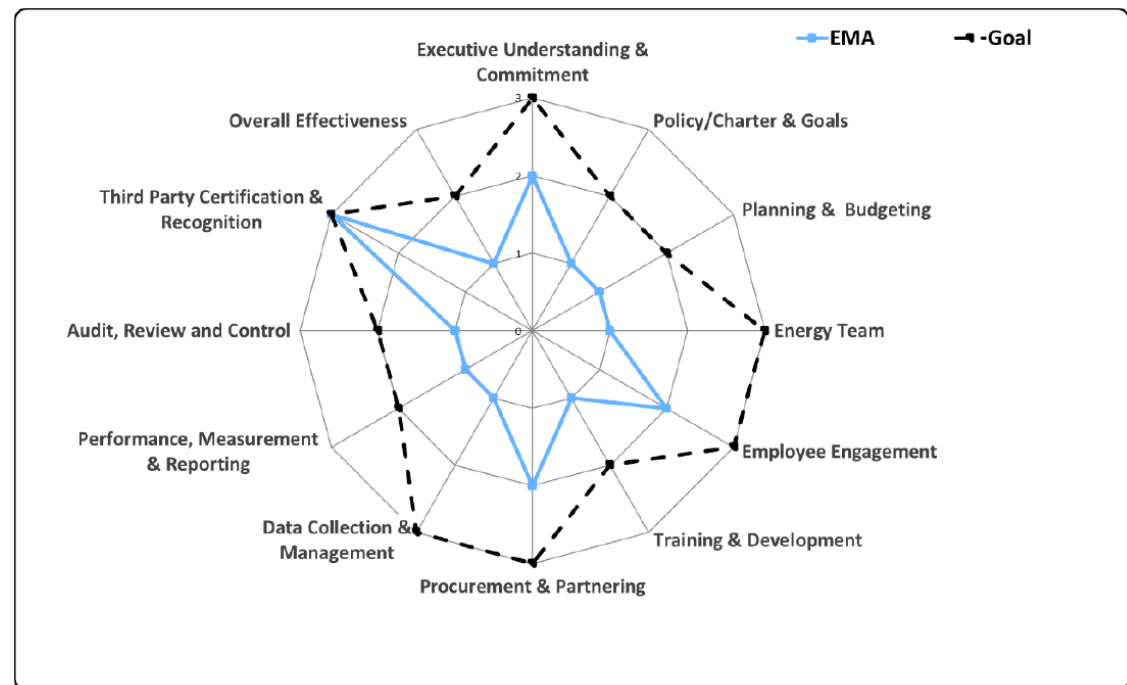 EMA
-Goal
Executive Understanding &
Commitment
Overall Effectiveness
Policy/Charter & Goals
Third Party Certification &
Recognition
Planning &  Budgeting
Audit, Review and Control
Energy Team
Performance, Measurement
& Reporting
Employee Engagement
Data Collection &
Management
Training & Development
Procurement & Partnering
3
2
1
0